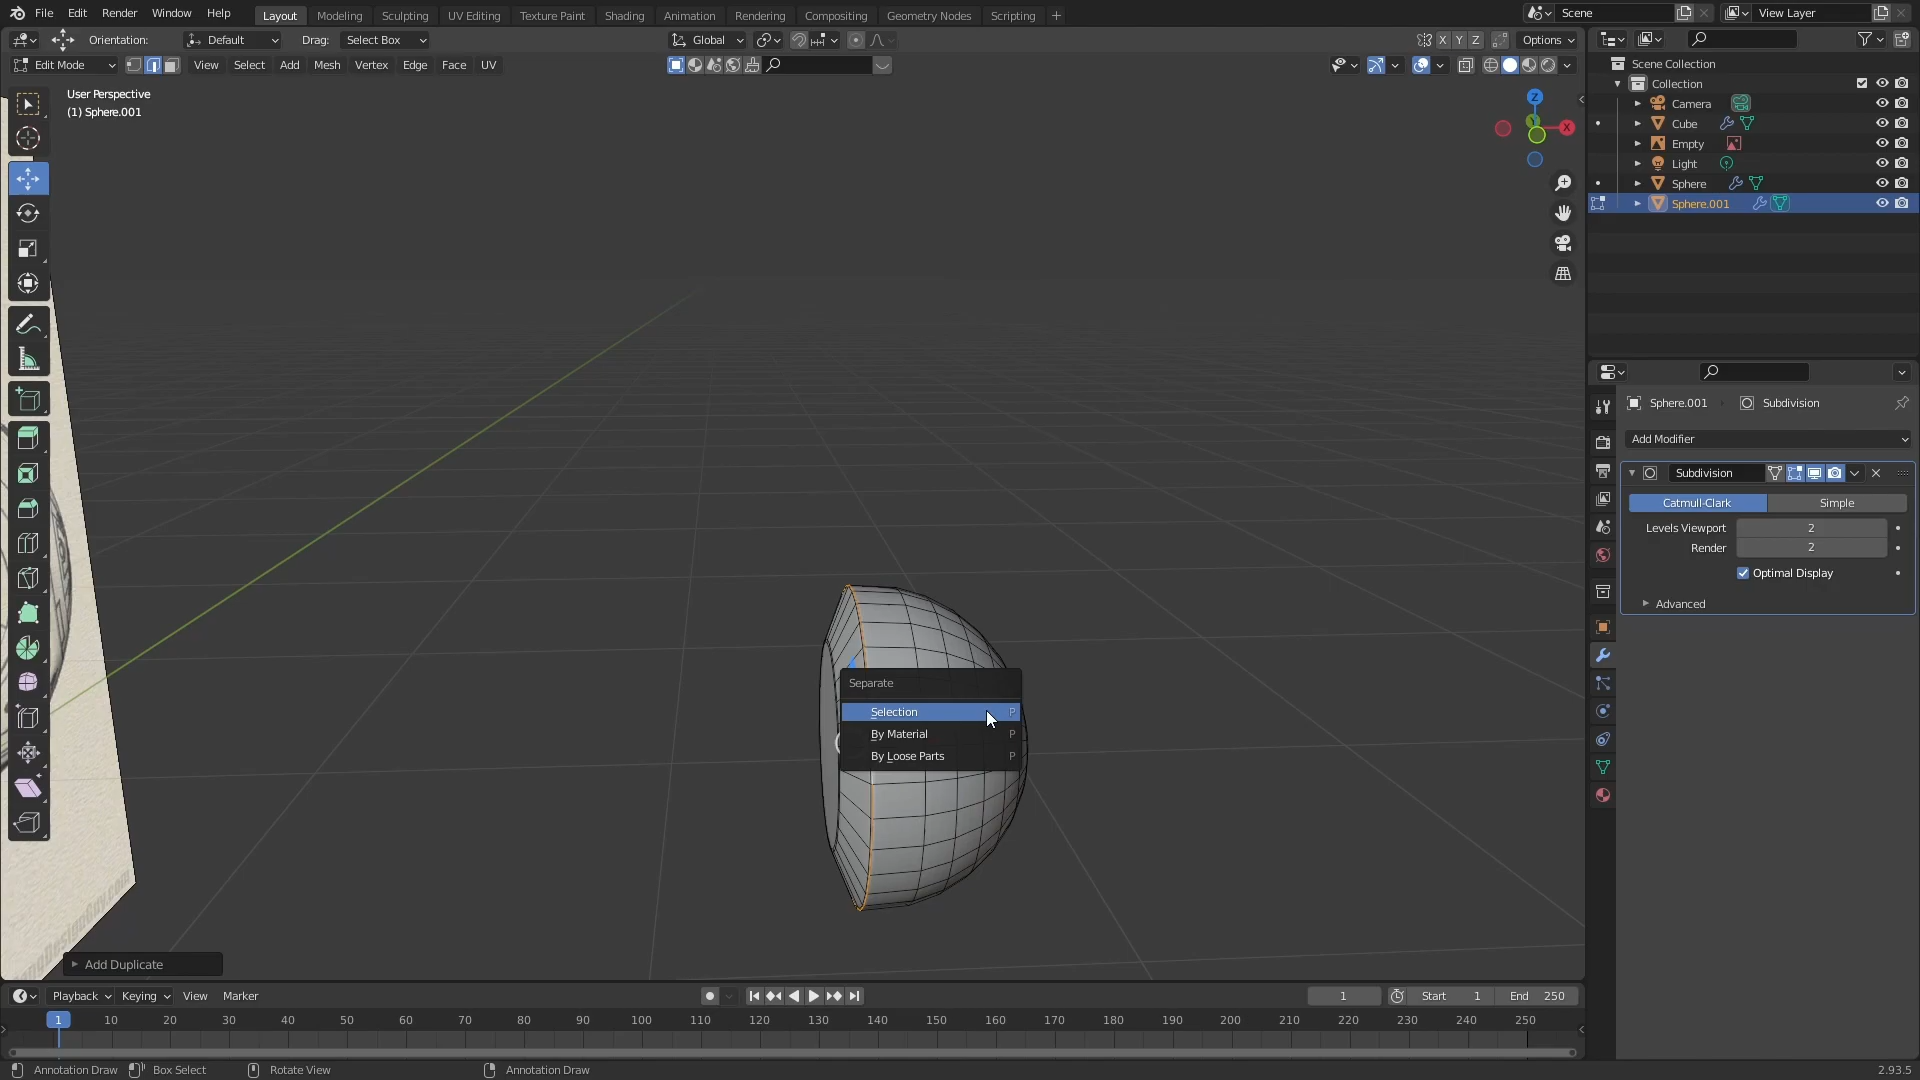 File Edit Render Window Help Layout Modeling Sculpting UV Editing Texture Paint Shading Animation Rendering Compositing Geometry Nodes Scripting + Scene View Layer
Orientation: Default Drag: Select Box Global X Y Z Options
Edit Mode View Select Add Mesh Vertex Edge Face UV
User Perspective
(1) Sphere.001
Z
X
Scene Collection
Collection
Camera
Cube
Empty
Light
Sphere
Sphere.001
Sphere.001 Subdivision
Add Modifier
Subdivision
Catmull-Clark Simple
Levels Viewport 2
Render 2
Optimal Display
Advanced
Separate
Selection P
By Material P
By Loose Parts P
Add Duplicate
Playback Keying View Marker 1 Start 1 End 250
1 10 20 30 40 50 60 70 80 90 100 110 120 130 140 150 160 170 180 190 200 210 220 230 240 250
Annotation Draw Box Select Rotate View Annotation Draw 2.93.5